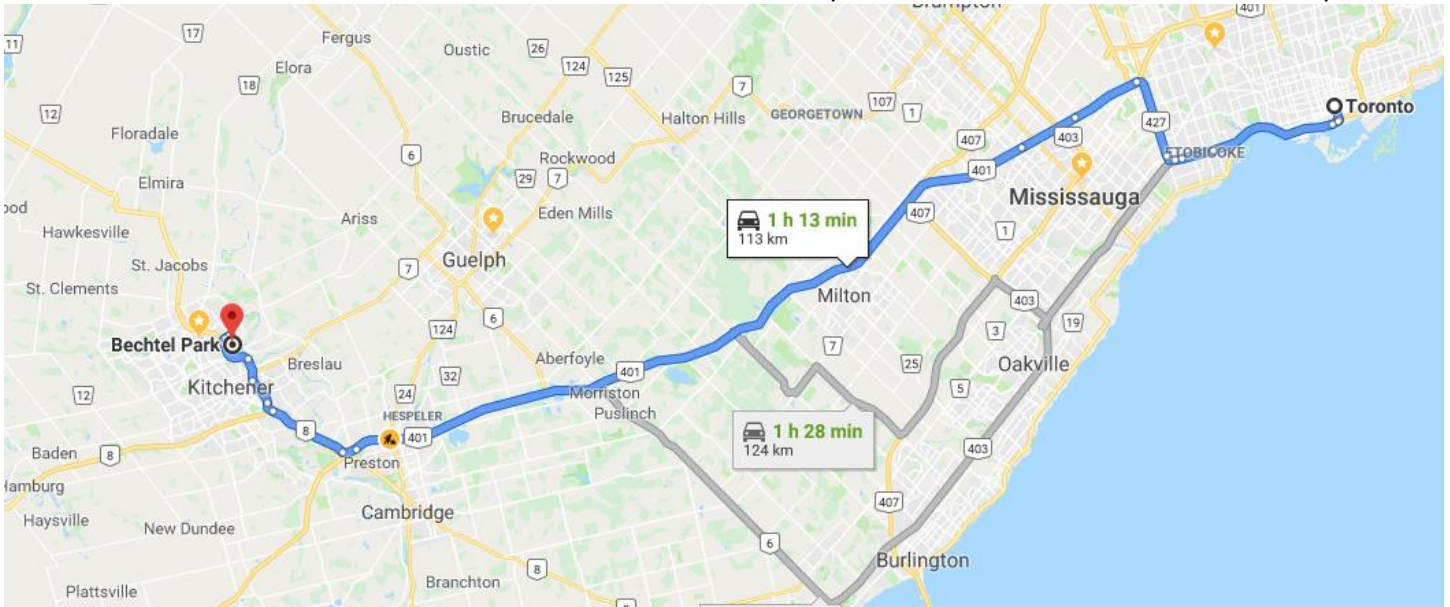 401
11
17
Fergus
Oustic
26
124
125
7
107
1
12
18
Elora
Brucedale
Halton Hills
GEORGETOWN
407
403
427
Toronto
Floradale
6
Rockwood
29
7
401
ETOBICOKE
Elmira
Mississauga
ood
Ariss
Eden Mills
407
1 h 13 min
113 km
Hawkesville
Guelph
1
St. Jacobs
7
St. Clements
Milton
403
124
6
3
19
Bechtel Park
7
Breslau
Aberfoyle
25
Oakville
Kitchener
32
401
5
12
24
Morriston
HESPELER
Puslinch
8
401
1 h 28 min
124 km
403
Baden
8
Preston
Hamburg
407
Haysville
New Dundee
Cambridge
6
Burlington
8
Plattsville
Branchton